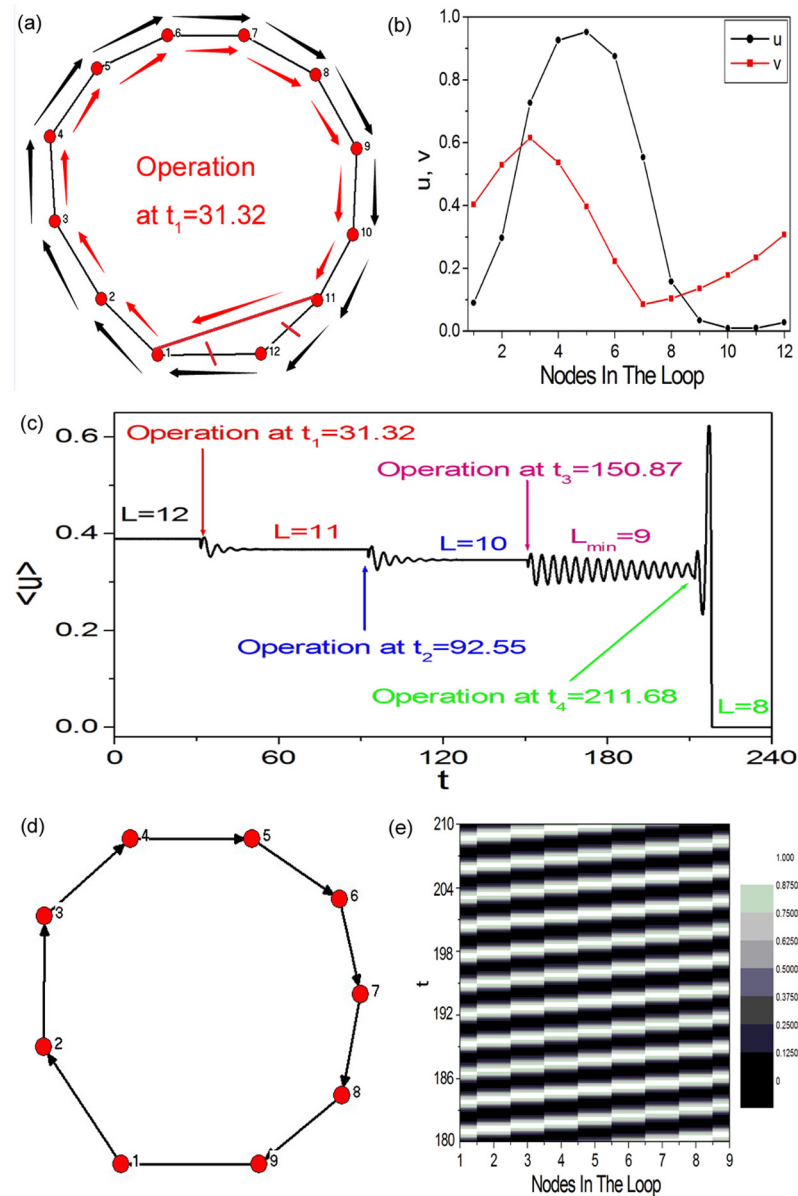 (a)
1
2
3
4
5
6
7
8
9
10
11
12
Operation
at t₁=31.32
(b)
u
v
u, v
1.0
0.8
0.6
0.4
0.2
0.0
2 4 6 8 10 12
Nodes In The Loop
(c)
<u>
0.6
0.4
0.2
0.0
Operation at t₁=31.32
Operation at t₃=150.87
L=12
L=11
L=10
Lmin=9
Operation at t₂=92.55
Operation at t₄=211.68
L=8
0 60 120 180 240
t
(d)
1
2
3
4
5
6
7
8
9
(e)
t
210
204
198
192
186
180
1 2 3 4 5 6 7 8 9
Nodes In The Loop
1.000
0.8750
0.7500
0.6250
0.5000
0.3750
0.2500
0.1250
0